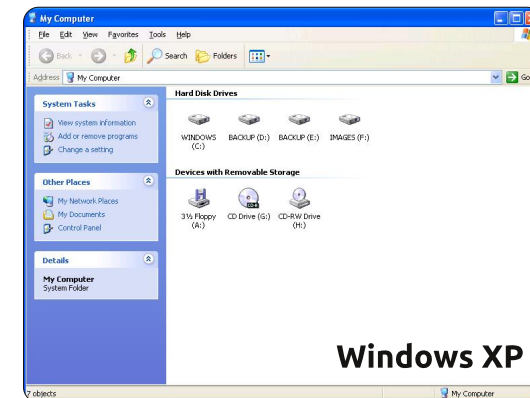 My Computer
File Edit View Favorites Tools Help
Back Search Folders
Address My Computer Go
System Tasks
View system information
Add or remove programs
Change a setting
Other Places
My Network Places
My Documents
Control Panel
Details
My Computer
System Folder
Hard Disk Drives
WINDOWS (C:)
BACKUP (D:)
BACKUP (E:)
IMAGES (F:)
Devices with Removable Storage
3½ Floppy (A:)
CD Drive (G:)
CD-RW Drive (H:)
Windows XP
7 objects My Computer